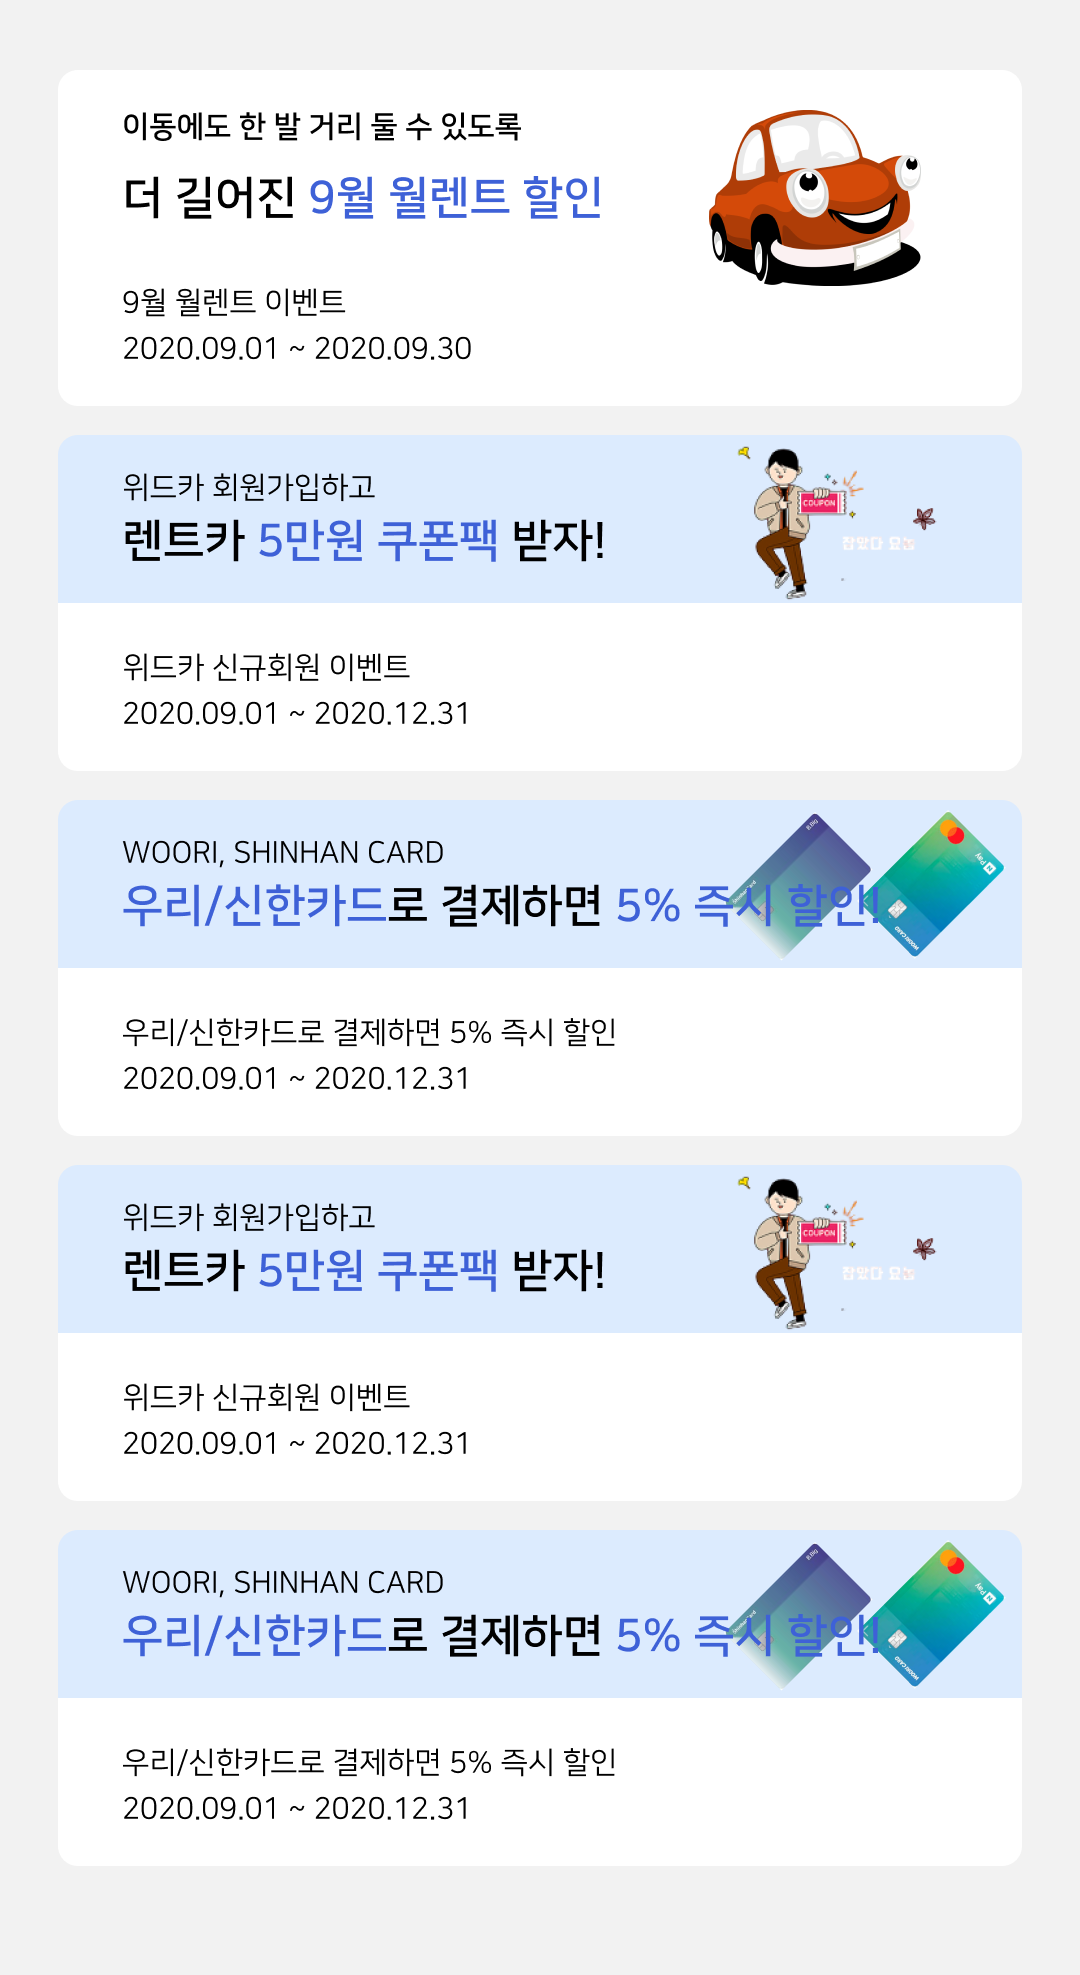 이동에도 한 발 거리 둘 수 있도록
더 길어진 9월 월렌트 할인
9월 월렌트 이벤트
2020.09.01 ~ 2020.09.30
위드카 회원가입하고
렌트카 5만원 쿠폰팩 받자!
COUPON
위드카 신규회원 이벤트
2020.09.01 ~ 2020.12.31
WOORI, SHINHAN CARD
우리/신한카드로 결제하면 5% 즉시 할인!
Pay
WOORI CARD
우리/신한카드로 결제하면 5% 즉시 할인
2020.09.01 ~ 2020.12.31
위드카 회원가입하고
렌트카 5만원 쿠폰팩 받자!
COUPON
위드카 신규회원 이벤트
2020.09.01 ~ 2020.12.31
WOORI, SHINHAN CARD
우리/신한카드로 결제하면 5% 즉시 할인!
Pay
WOORI CARD
우리/신한카드로 결제하면 5% 즉시 할인
2020.09.01 ~ 2020.12.31